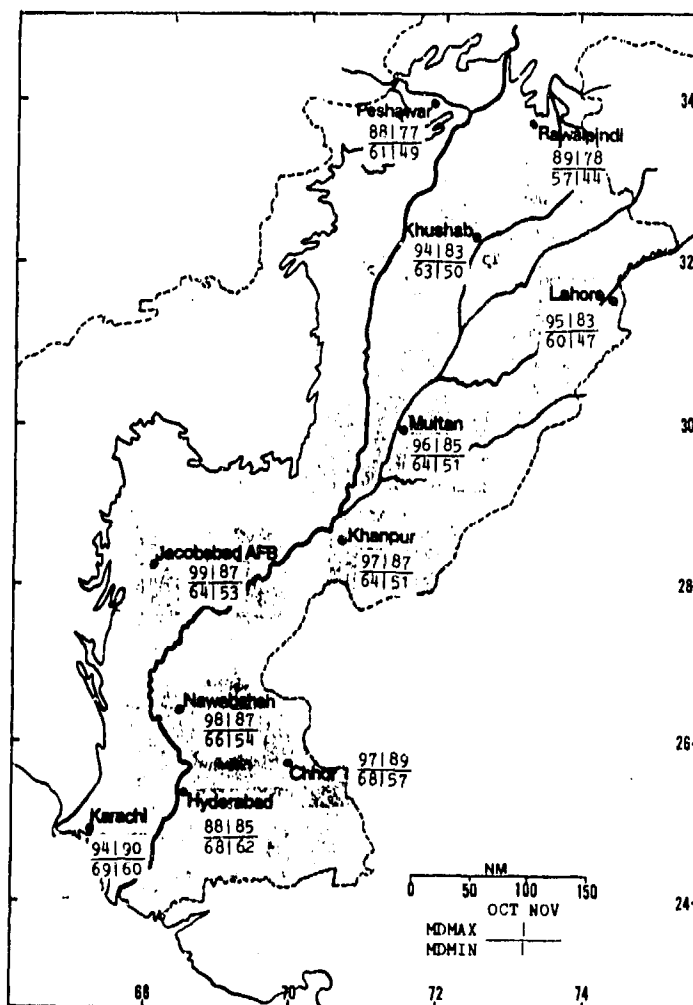 34
Peshawar
88|77
61|49
Rawalpindi
89|78
57|44
Khushab
94|83
63|50
32
Lahore
95|83
60|47
30
Multan
96|85
64|51
Khanpur
97|87
64|51
Jacobabad AFB
99|87
64|53
28
Nawabshah
98|87
66|54
26
Chhor
97|89
68|57
Hyderabad
88|85
68|62
Karachi
94|90
69|60
NM
0 50 100 150
OCT NOV
MDMAX
MDMIN
24
68 70 72 74